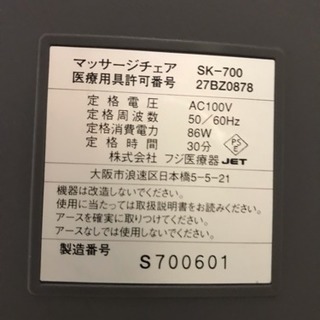 マッサージチェア SK-700
医療用具許可番号 27BZ0878
定格電圧 AC100V
定格周波数 50/60Hz
定格消費電力 86W
定格時間 30分
PSE
株式会社 フジ医療器 JET
大阪市浪速区日本橋5-5-21
機器は改造しないでください。
使用に当たっては取扱説明書をお読みください。
アースを確実に取りつけてください。
アースなしでは使用しないでください。
製造番号 S700601